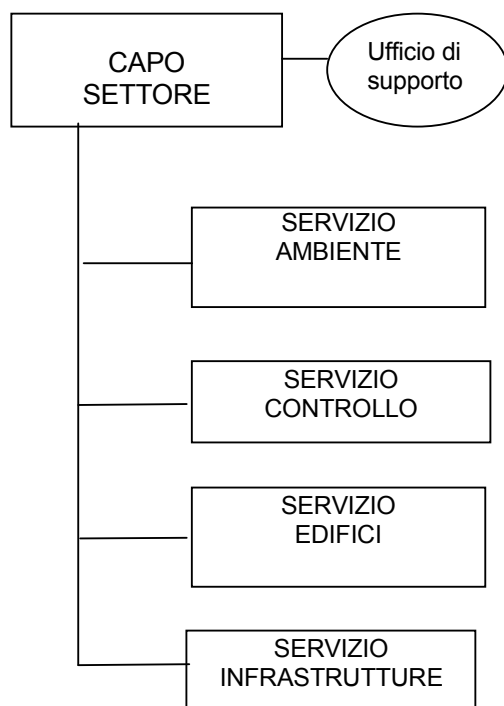 CAPO
SETTORE
Ufficio di
supporto
SERVIZIO
AMBIENTE
SERVIZIO
CONTROLLO
SERVIZIO
EDIFICI
SERVIZIO
INFRASTRUTTURE